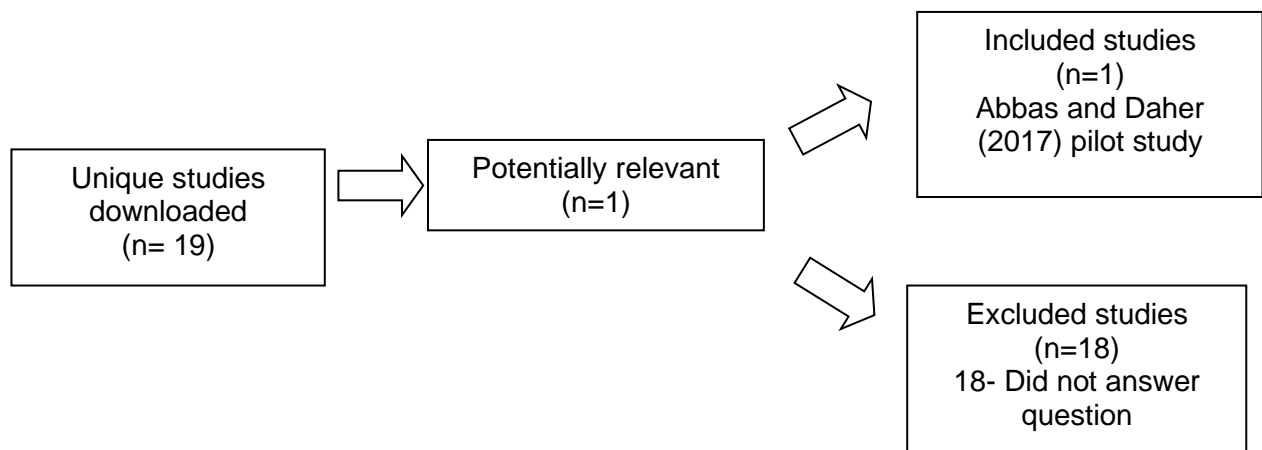 Unique studies
downloaded
(n= 19)
Potentially relevant
(n=1)
Included studies
(n=1)
Abbas and Daher
(2017) pilot study
Excluded studies
(n=18)
18- Did not answer
question